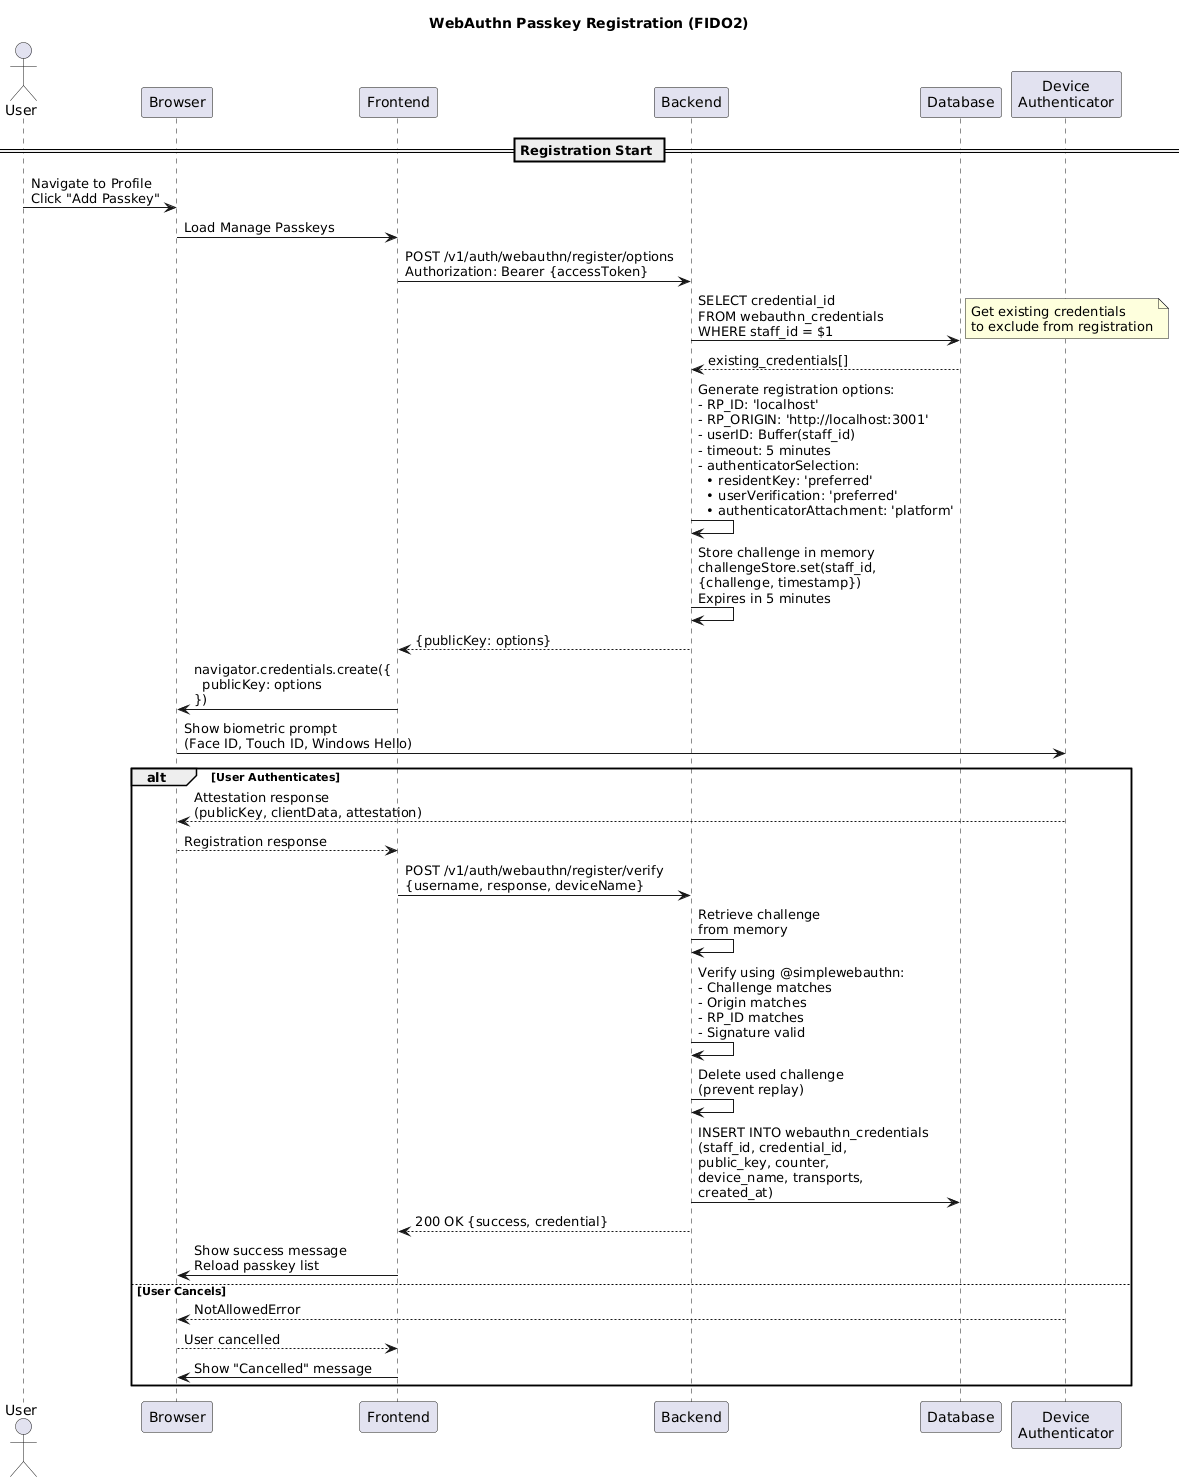 WebAuthn Passkey Registration (FIDO2)
User
Browser
Frontend
Backend
Database
Device
Authenticator
Registration Start
Navigate to Profile
Click "Add Passkey"
Load Manage Passkeys
POST /v1/auth/webauthn/register/options
Authorization: Bearer {accessToken}
SELECT credential_id
FROM webauthn_credentials
WHERE staff_id = $1
Get existing credentials
to exclude from registration
existing_credentials[]
Generate registration options:
- RP_ID: 'localhost'
- RP_ORIGIN: 'http://localhost:3001'
- userID: Buffer(staff_id)
- timeout: 5 minutes
- authenticatorSelection:
• residentKey: 'preferred'
• userVerification: 'preferred'
• authenticatorAttachment: 'platform'
Store challenge in memory
challengeStore.set(staff_id,
{challenge, timestamp})
Expires in 5 minutes
{publicKey: options}
navigator.credentials.create({
publicKey: options
})
Show biometric prompt
(Face ID, Touch ID, Windows Hello)
alt
[User Authenticates]
Attestation response
(publicKey, clientData, attestation)
Registration response
POST /v1/auth/webauthn/register/verify
{username, response, deviceName}
Retrieve challenge
from memory
Verify using @simplewebauthn:
- Challenge matches
- Origin matches
- RP_ID matches
- Signature valid
Delete used challenge
(prevent replay)
INSERT INTO webauthn_credentials
(staff_id, credential_id,
public_key, counter,
device_name, transports,
created_at)
200 OK {success, credential}
Show success message
Reload passkey list
[User Cancels]
NotAllowedError
User cancelled
Show "Cancelled" message
User
Browser
Frontend
Backend
Database
Device
Authenticator